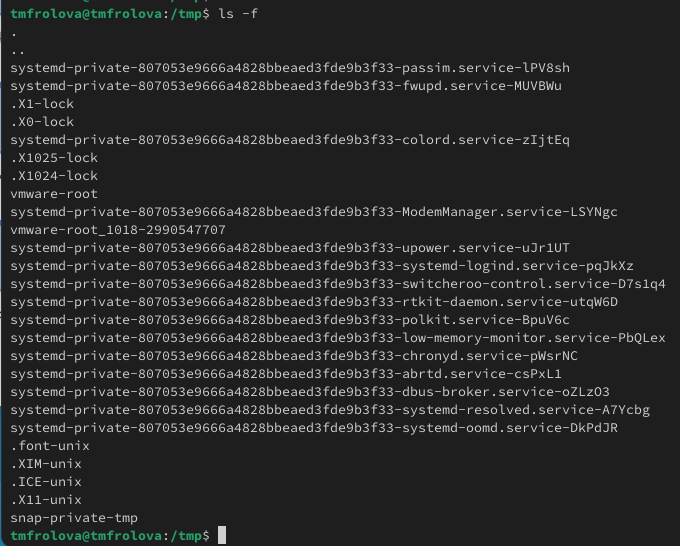 tmfrolova@tmfrolova:/tmp$ ls -f
.
..
systemd-private-807053e9666a4828bbeaed3fde9b3f33-passim.service-lPV8sh
systemd-private-807053e9666a4828bbeaed3fde9b3f33-fwupd.service-MUVBWu
.X1-lock
.X0-lock
systemd-private-807053e9666a4828bbeaed3fde9b3f33-colord.service-zIjtEq
.X1025-lock
.X1024-lock
vmware-root
systemd-private-807053e9666a4828bbeaed3fde9b3f33-ModemManager.service-LSYNgc
vmware-root_1018-2990547707
systemd-private-807053e9666a4828bbeaed3fde9b3f33-upower.service-uJr1UT
systemd-private-807053e9666a4828bbeaed3fde9b3f33-systemd-logind.service-pqJkXz
systemd-private-807053e9666a4828bbeaed3fde9b3f33-switcheroo-control.service-D7s1q4
systemd-private-807053e9666a4828bbeaed3fde9b3f33-rtkit-daemon.service-utqW6D
systemd-private-807053e9666a4828bbeaed3fde9b3f33-polkit.service-BpuV6c
systemd-private-807053e9666a4828bbeaed3fde9b3f33-low-memory-monitor.service-PbQLex
systemd-private-807053e9666a4828bbeaed3fde9b3f33-chronyd.service-pWsrNC
systemd-private-807053e9666a4828bbeaed3fde9b3f33-abrtd.service-csPxL1
systemd-private-807053e9666a4828bbeaed3fde9b3f33-dbus-broker.service-oZLzO3
systemd-private-807053e9666a4828bbeaed3fde9b3f33-systemd-resolved.service-A7Ycbg
systemd-private-807053e9666a4828bbeaed3fde9b3f33-systemd-oomd.service-DkPdJR
.font-unix
.XIM-unix
.ICE-unix
.X11-unix
snap-private-tmp
tmfrolova@tmfrolova:/tmp$